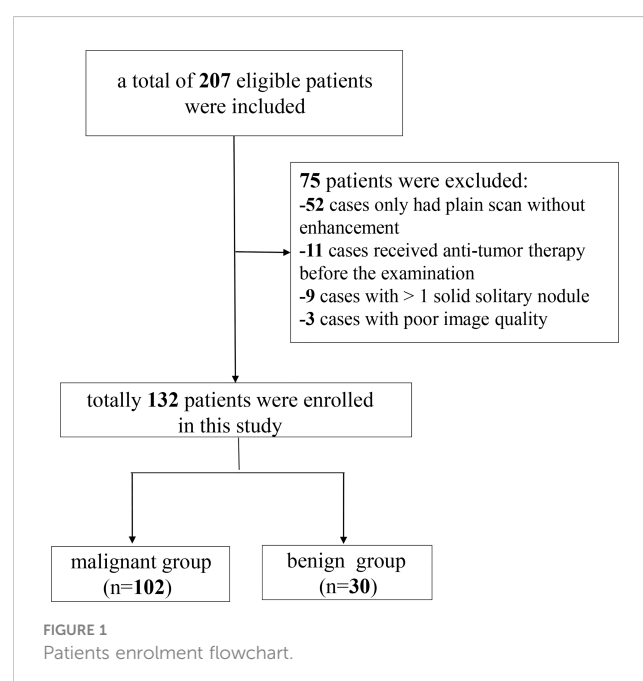 a total of 207 eligible patients
were included
75 patients were excluded:
-52 cases only had plain scan without
enhancement
-11 cases received anti-tumor therapy
before the examination
-9 cases with > 1 solid solitary nodule
-3 cases with poor image quality
totally 132 patients were enrolled
in this study
malignant group
(n=102)
benign group
(n=30)
FIGURE 1
Patients enrolment flowchart.